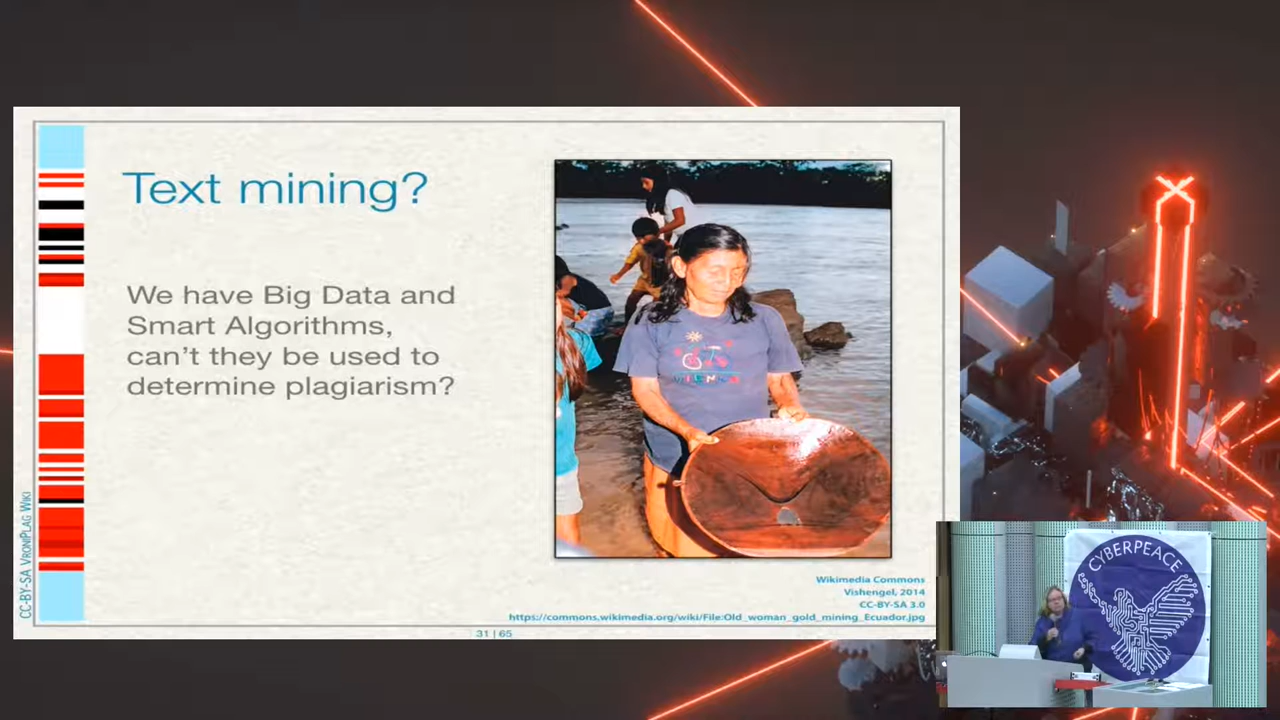 Text mining?
We have Big Data and
Smart Algorithms,
can't they be used to
determine plagiarism?
CC-BY-SA VRONIPLAG WIKI
Wikimedia Commons
Vishengel, 2014
CC-BY-SA 3.0
https://commons.wikimedia.org/wiki/File:Old_woman_gold_mining_Ecuador.jpg
31 | 65
CYBERPEACE